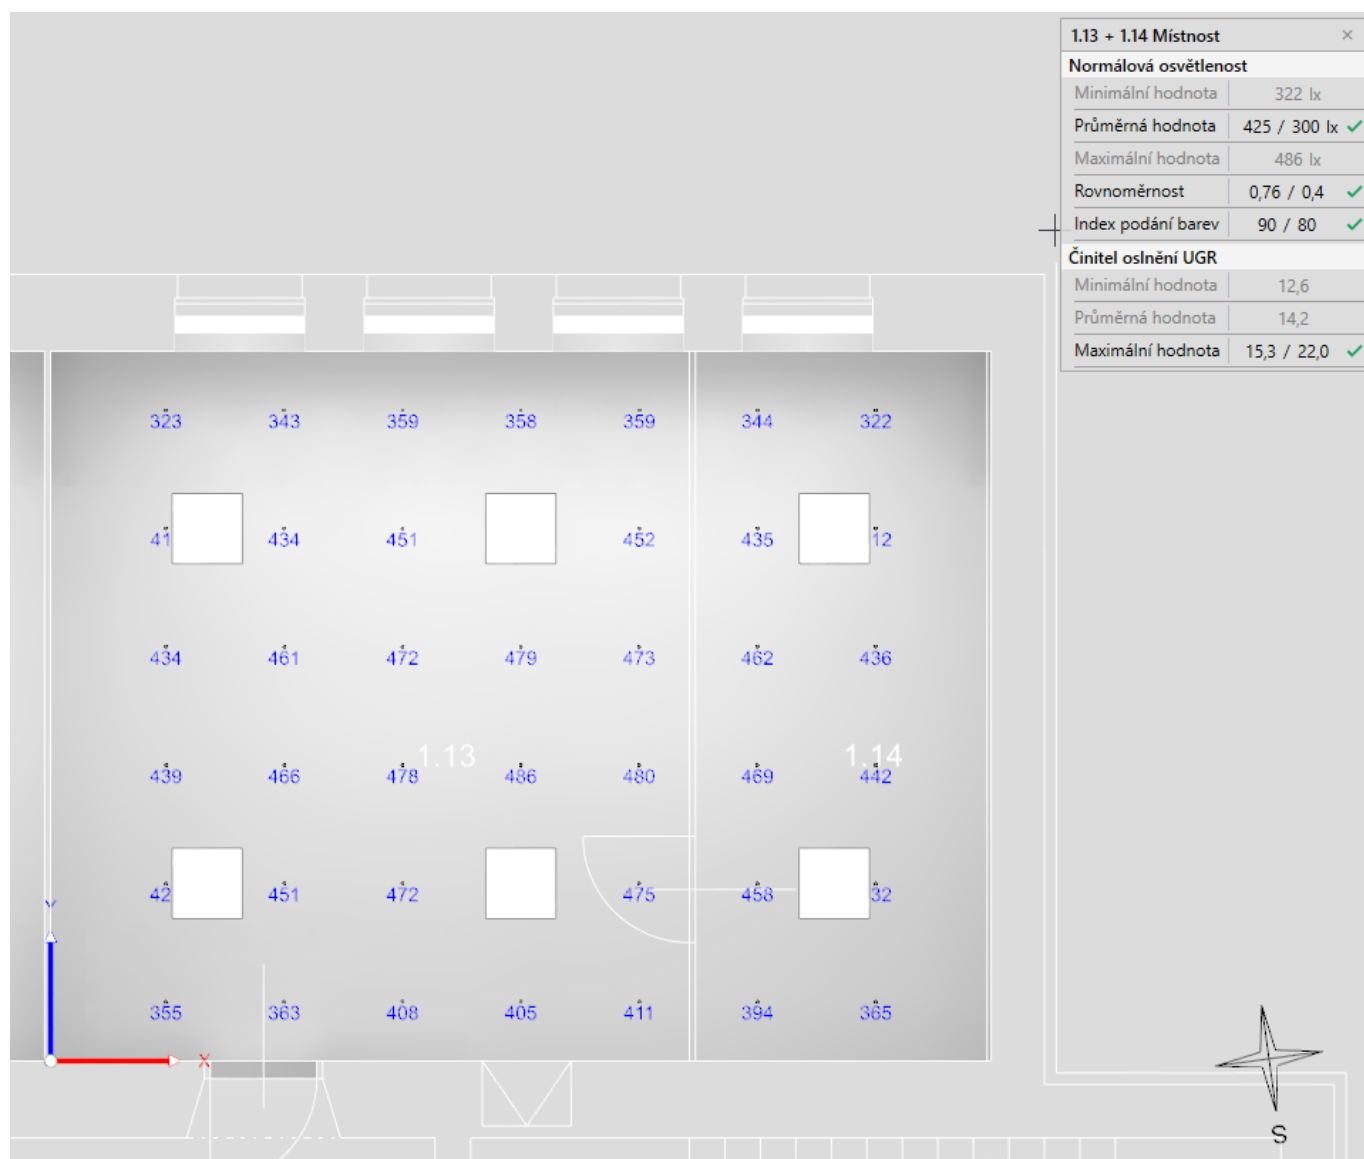 1.13 + 1.14 Místnost ×
Normálová osvětlenost
Minimální hodnota 322 lx
Průměrná hodnota 425 / 300 lx ✓
Maximální hodnota 486 lx
Rovnoměrnost 0,76 / 0,4 ✓
Index podání barev 90 / 80 ✓
Činitel oslnění UGR
Minimální hodnota 12,6
Průměrná hodnota 14,2
Maximální hodnota 15,3 / 22,0 ✓
323 343 359 358 359 344 322
41 434 451 452 435 12
434 461 472 479 473 462 436
1.13 1.14
439 466 478 486 480 469 442
42 451 472 475 458 32
Y
355 363 408 405 411 394 365
X
S